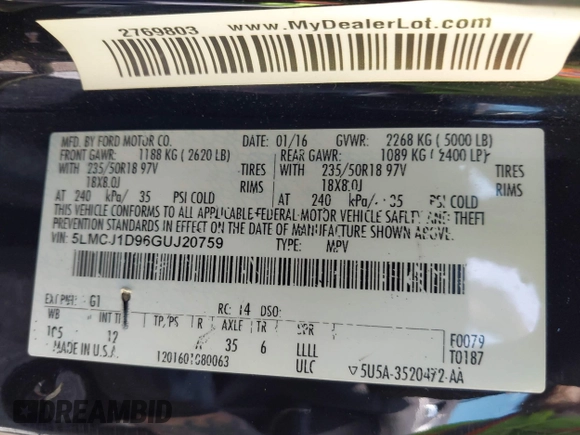 2769803 www.MyDealerLot.com
MFD. BY FORD MOTOR CO. DATE: 01/16 GVWR: 2268 KG ( 5000 LB)
FRONT GAWR: 1188 KG ( 2620 LB) REAR GAWR: 1089 KG ( 2400 LB)
WITH 235/50R18 97V TIRES WITH 235/50R18 97V TIRES
18X8.0J RIMS 18X8.0J RIMS
AT 240 kPa/ 35 PSI COLD AT 240 kPa/ 35 PSI COLD
THIS VEHICLE CONFORMS TO ALL APPLICABLE FEDERAL MOTOR VEHICLE SAFETY AND THEFT
PREVENTION STANDARDS IN EFFECT ON THE DATE OF MANUFACTURE SHOWN ABOVE.
VIN: 5LMCJ1D96GUJ20759 TYPE: MPV
EXT PNT: G1 RC: 14 DSO:
WB INT TR TP/PS R AXLE TR SPR
105 12 A 35 6 LLLL F0079
MADE IN U.S.A. ULC T0187
1201601080063 ▽5U5A-3520472-AA
DREAMBID